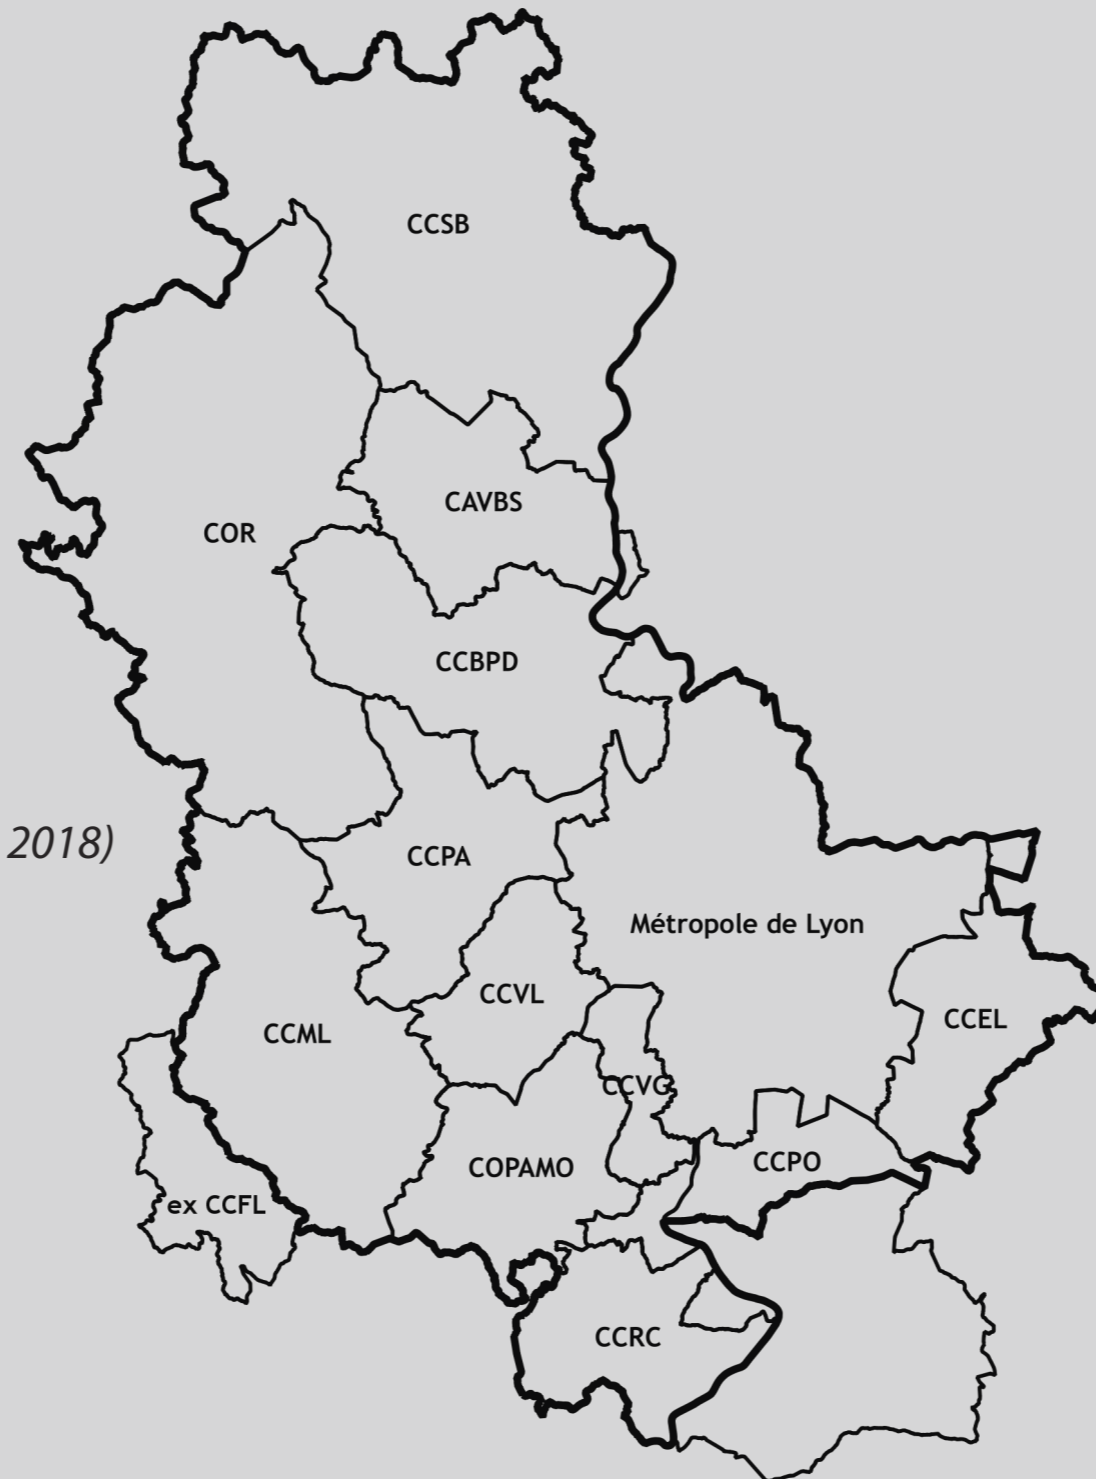 CCSB
CAVBS
COR
CCBPD
2018)
CCPA
Métropole de Lyon
CCVL
CCML
CCEL
CCVG
COPAMO
CCPO
ex CCFL
CCRC